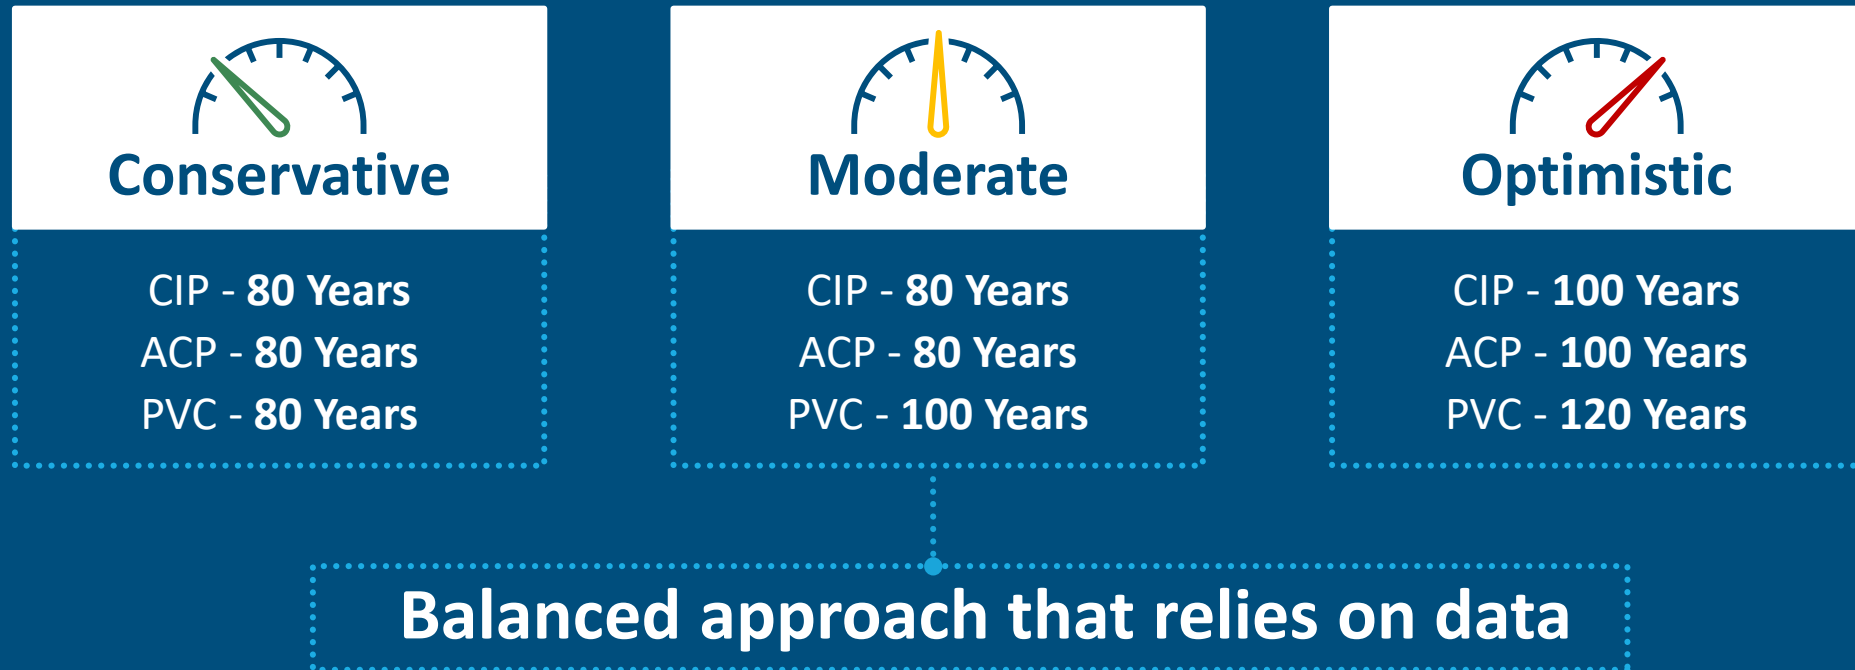 Conservative
CIP - 80 Years
ACP - 80 Years
PVC - 80 Years
Moderate
CIP - 80 Years
ACP - 80 Years
PVC - 100 Years
Optimistic
CIP - 100 Years
ACP - 100 Years
PVC - 120 Years
Balanced approach that relies on data